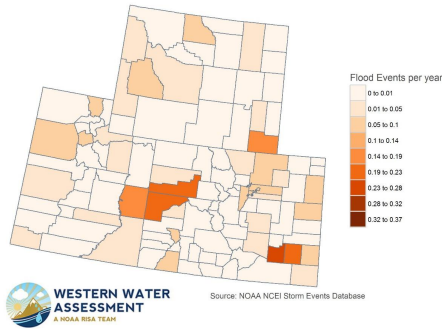 Flood Events per year
0 to 0.01
0.01 to 0.05
0.05 to 0.1
0.1 to 0.14
0.14 to 0.19
0.19 to 0.23
0.23 to 0.28
0.28 to 0.32
0.32 to 0.37
WESTERN WATER
ASSESSMENT
A NOAA RISA TEAM
Source: NOAA NCEI Storm Events Database